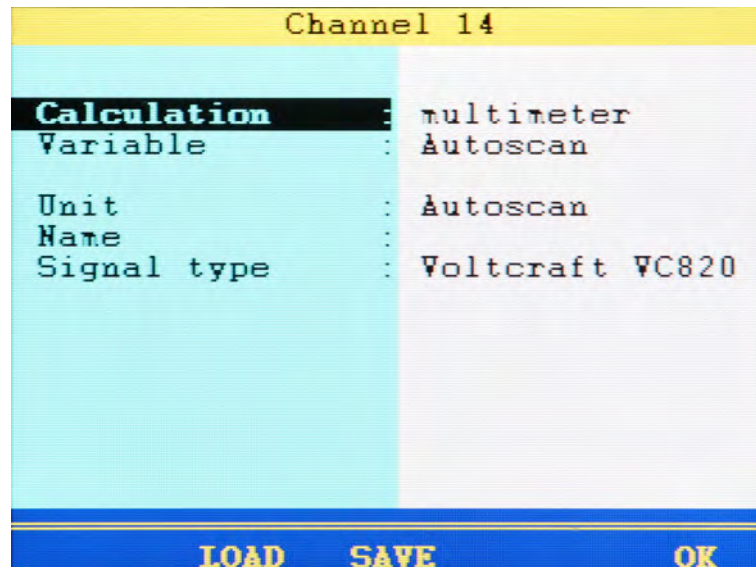 Channel 14
Calculation : multimeter
Variable : Autoscan
Unit : Autoscan
Name :
Signal type : Voltcraft VC820
LOAD SAVE OK